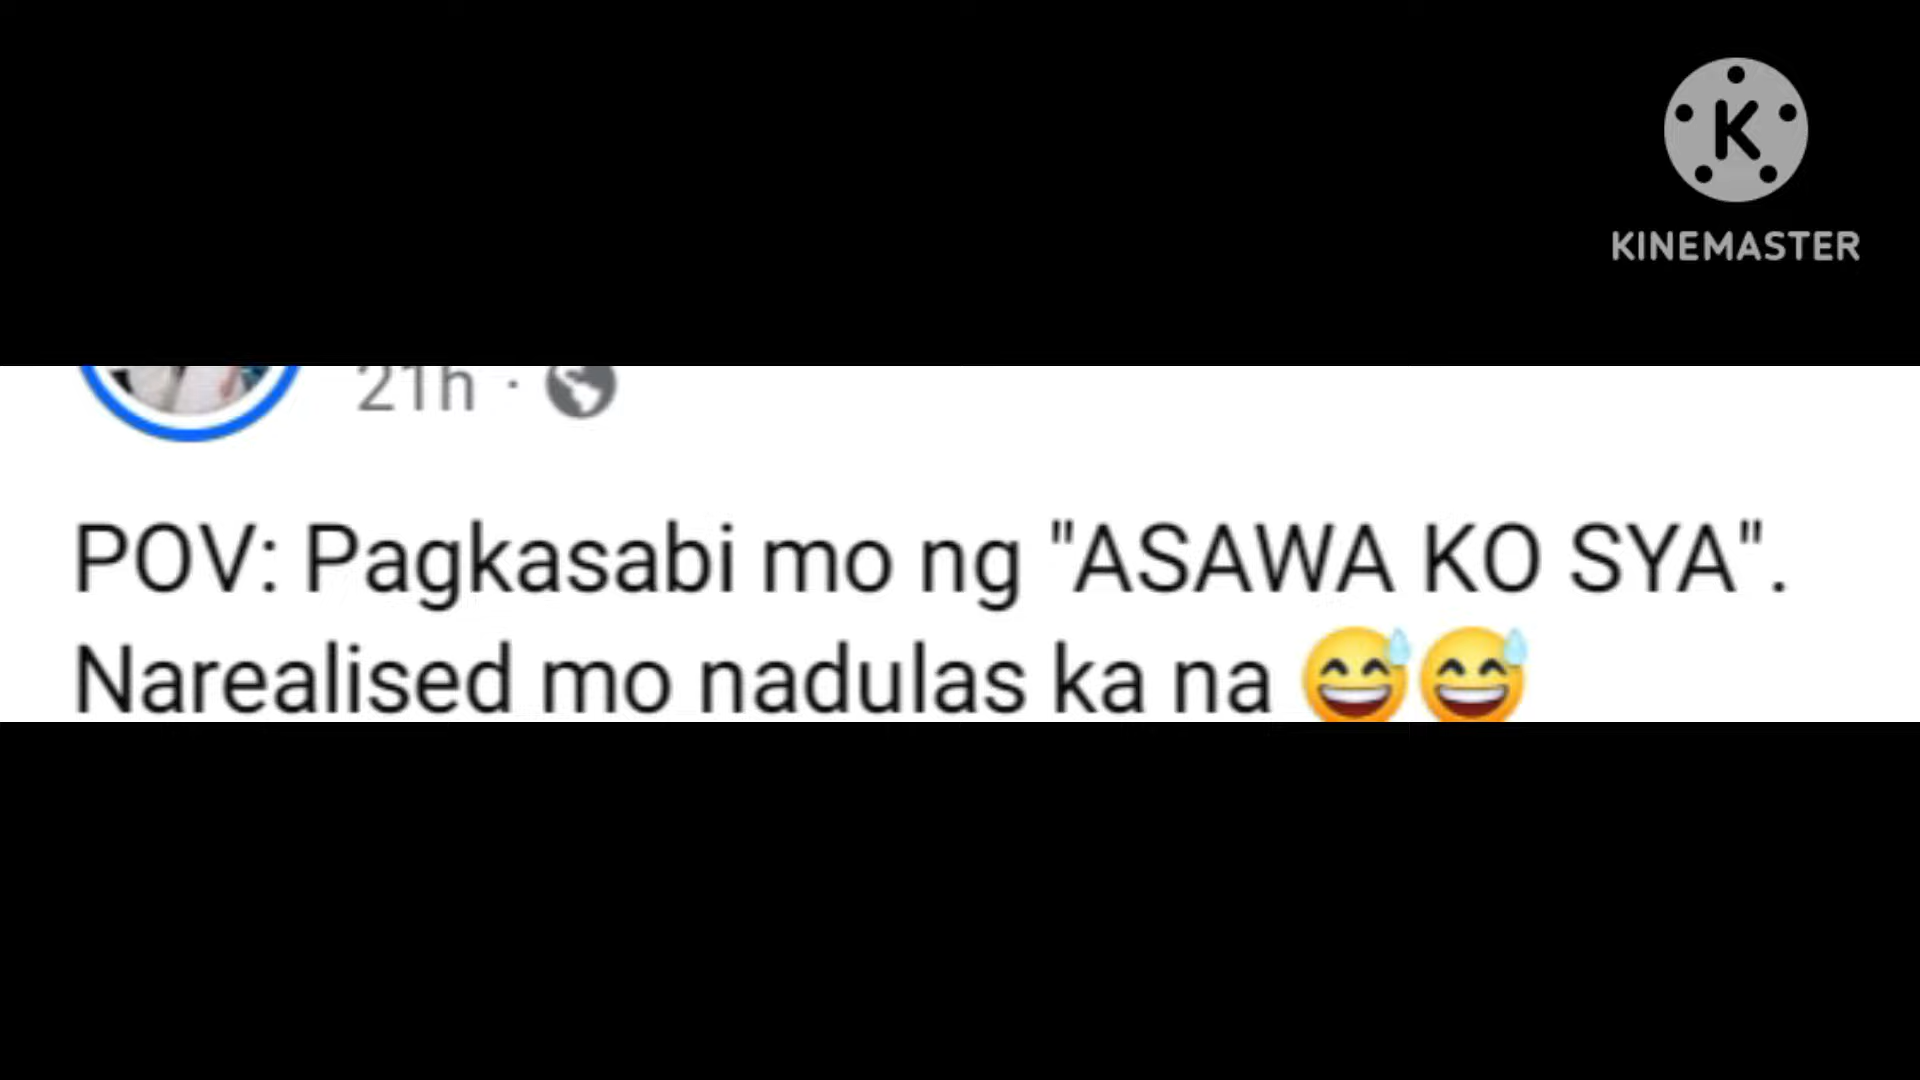 K
KINEMASTER
21h ·
POV: Pagkasabi mo ng "ASAWA KO SYA".
Narealised mo nadulas ka na 😅😅